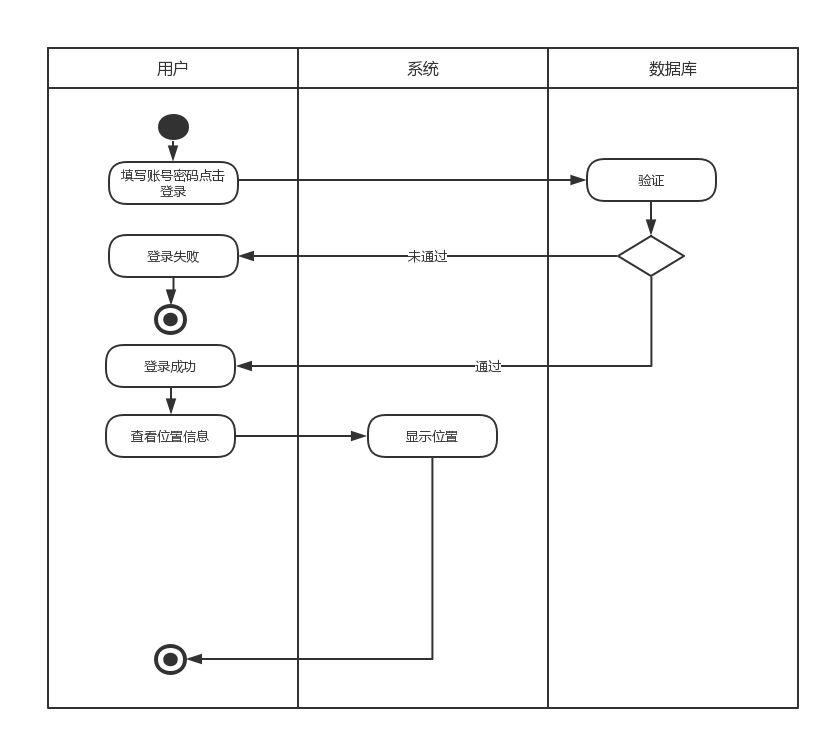 用户
系统
数据库
填写账号密码点击
登录
验证
登录失败
未通过
登录成功
通过
查看位置信息
显示位置